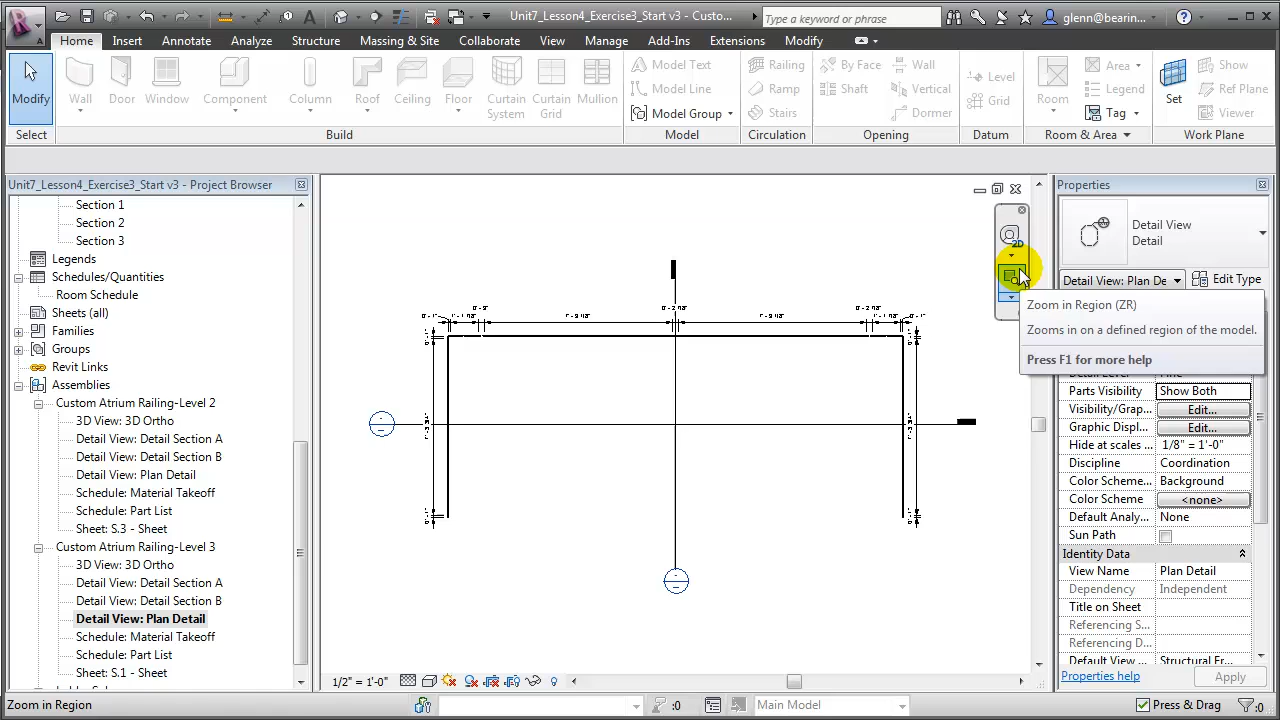 Unit7_Lesson4_Exercise3_Start v3 - Custo...
Type a keyword or phrase
glenn@bearin...
Home Insert Annotate Analyze Structure Massing & Site Collaborate View Manage Add-Ins Extensions Modify
Modify Wall Door Window Component Column Roof Ceiling Floor Curtain System Curtain Grid Mullion
Model Text
Model Line
Model Group
Railing
Ramp
Stairs
By Face
Shaft
Wall
Vertical
Dormer
Level
Grid
Room
Area
Legend
Tag
Set
Show
Ref Plane
Viewer
Select Build Model Circulation Opening Datum Room & Area Work Plane
Unit7_Lesson4_Exercise3_Start v3 - Project Browser
Section 1
Section 2
Section 3
Legends
Schedules/Quantities
Room Schedule
Sheets (all)
Families
Groups
Revit Links
Assemblies
Custom Atrium Railing-Level 2
3D View: 3D Ortho
Detail View: Detail Section A
Detail View: Detail Section B
Detail View: Plan Detail
Schedule: Material Takeoff
Schedule: Part List
Sheet: S.3 - Sheet
Custom Atrium Railing-Level 3
3D View: 3D Ortho
Detail View: Detail Section A
Detail View: Detail Section B
Detail View: Plan Detail
Schedule: Material Takeoff
Schedule: Part List
Sheet: S.1 - Sheet
2D
Zoom in Region (ZR)
Zooms in on a defined region of the model.
Press F1 for more help
Properties
Detail View
Detail
Detail View: Plan De
Edit Type
Parts Visibility Show Both
Visibility/Grap... Edit...
Graphic Displ... Edit...
Hide at scales 1/8" = 1'-0"
Discipline Coordination
Color Scheme... Background
Color Scheme <none>
Default Analy... None
Sun Path
Identity Data
View Name Plan Detail
Dependency Independent
Title on Sheet
Referencing S...
Referencing D...
Default View ... Structural Fr...
Properties help
Apply
1/2" = 1'-0"
Zoom in Region
:0
Main Model
Press & Drag
:0